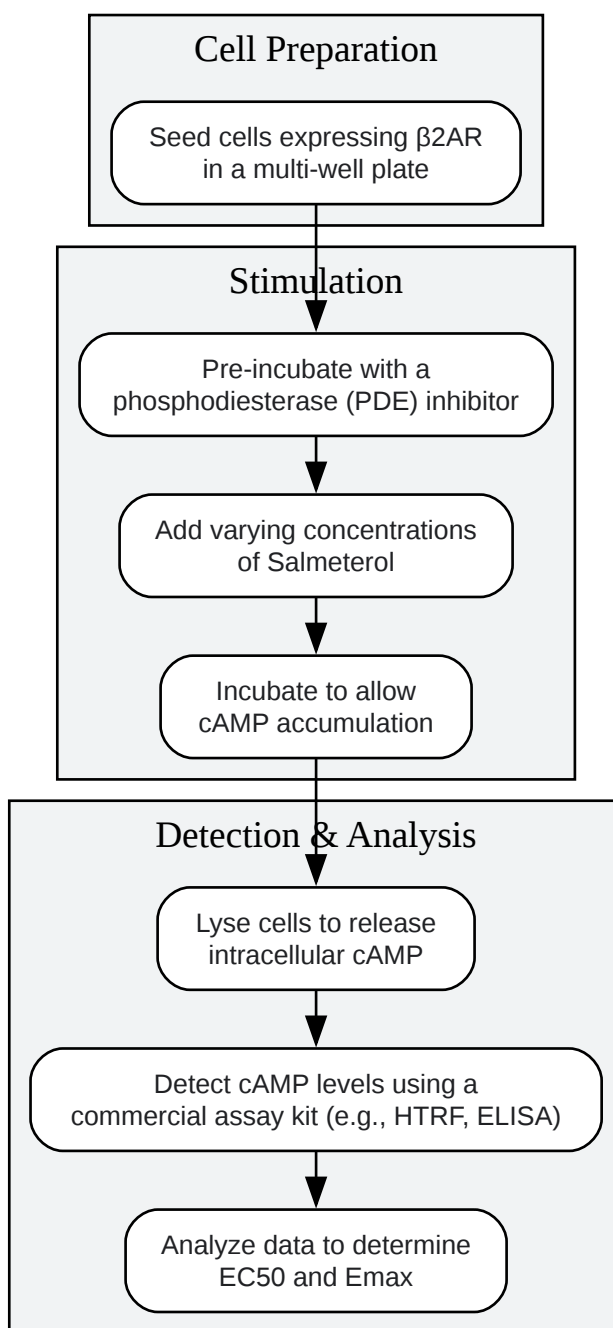 Cell Preparation
Seed cells expressing β2AR
in a multi-well plate
Stimulation
Pre-incubate with a
phosphodiesterase (PDE) inhibitor
Add varying concentrations
of Salmeterol
Incubate to allow
cAMP accumulation
Detection & Analysis
Lyse cells to release
intracellular cAMP
Detect cAMP levels using a
commercial assay kit (e.g., HTRF, ELISA)
Analyze data to determine
EC50 and Emax